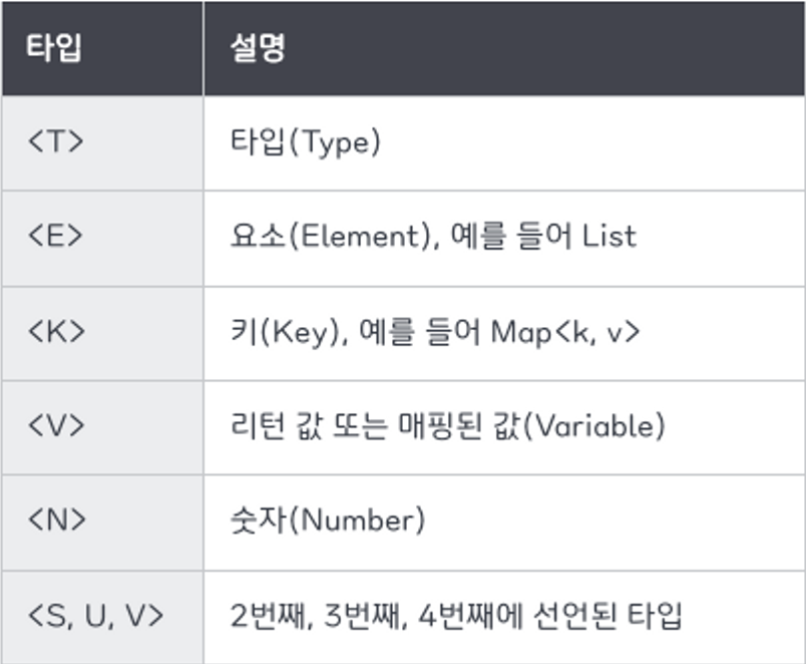 타입 설명
<T> 타입(Type)
<E> 요소(Element), 예를 들어 List
<K> 키(Key), 예를 들어 Map<k, v>
<V> 리턴 값 또는 매핑된 값(Variable)
<N> 숫자(Number)
<S, U, V> 2번째, 3번째, 4번째에 선언된 타입